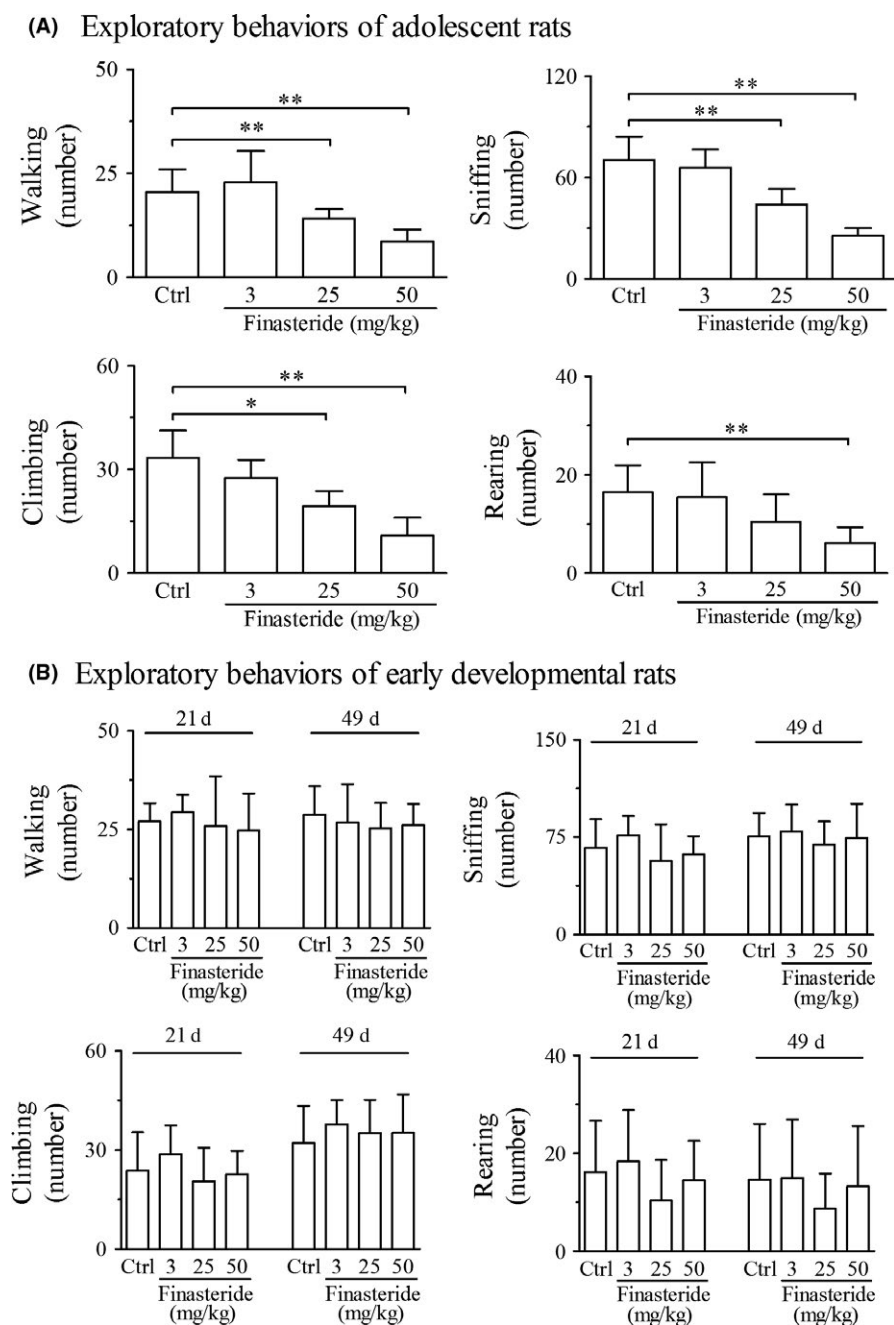 (A) Exploratory behaviors of adolescent rats
Walking
(number)
50
25
0
**
**
Ctrl 3 25 50
Finasteride (mg/kg)
Sniffing
(number)
120
60
0
**
**
Ctrl 3 25 50
Finasteride (mg/kg)
Climbing
(number)
60
30
0
**
*
Ctrl 3 25 50
Finasteride (mg/kg)
Rearing
(number)
40
20
0
**
Ctrl 3 25 50
Finasteride (mg/kg)
(B) Exploratory behaviors of early developmental rats
Walking
(number)
50
25
0
21 d 49 d
Ctrl 3 25 50 Ctrl 3 25 50
Finasteride Finasteride
(mg/kg) (mg/kg)
Sniffing
(number)
150
75
0
21 d 49 d
Ctrl 3 25 50 Ctrl 3 25 50
Finasteride Finasteride
(mg/kg) (mg/kg)
Climbing
(number)
60
30
0
21 d 49 d
Ctrl 3 25 50 Ctrl 3 25 50
Finasteride Finasteride
(mg/kg) (mg/kg)
Rearing
(number)
40
20
0
21 d 49 d
Ctrl 3 25 50 Ctrl 3 25 50
Finasteride Finasteride
(mg/kg) (mg/kg)